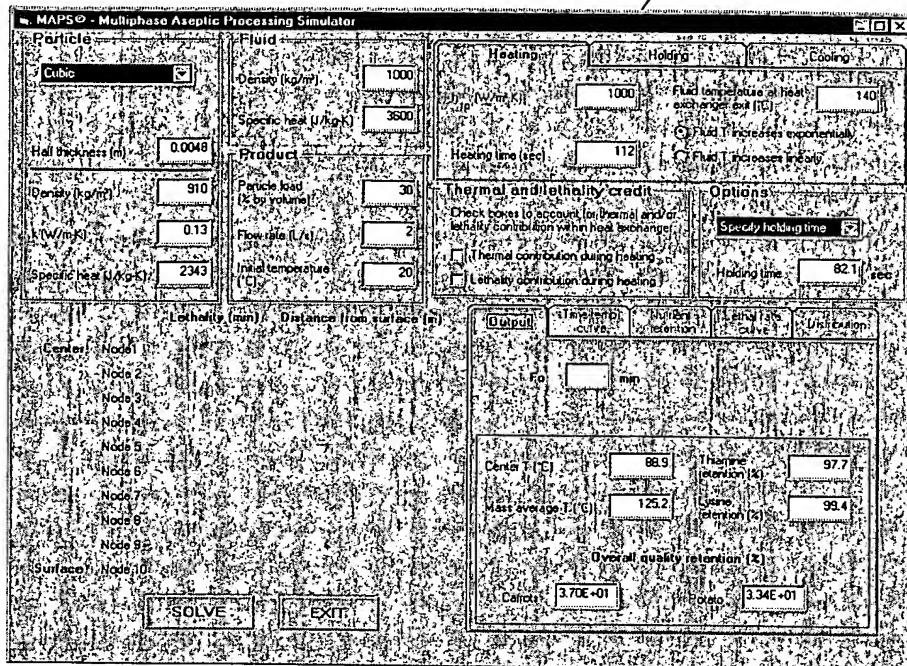 MAPS© - Multiphase Aseptic Processing Simulator
Particle
Cubic
Half thickness (m) 0.0048
Density (kg/m³) 910
k (W/m·K) 0.13
Specific heat (J/kg·K) 2343
Fluid
Density (kg/m³) 1000
Specific heat (J/kg·K) 3600
Product
Particle load (% by volume) 30
Flow rate (L/s) 2
Initial temperature (°C) 20
Heating
Holding
Cooling
(W/m²·K) 1000
Heating time (sec) 112
Fluid temperature at heat
exchanger exit (°C) 140
Fluid T increases exponentially
Fluid T increases linearly
Thermal and lethality credit
Check boxes to account for thermal and/or
lethality contribution within heat exchanger
Thermal contribution during heating
Lethality contribution during heating
Options
Specify holding time
Holding time 82.1 sec
Lethality (min) Distance from surface (m)
Center Node 1
Node 2
Node 3
Node 4
Node 5
Node 6
Node 7
Node 8
Node 9
Surface Node 10
SOLVE
EXIT
Output
Time-temp curve
Nutrient retention
Lethal rate curve
Distribution
Fo min
Center T (°C) 88.9
Mass average T (°C) 125.2
Thiamine retention (%) 97.7
Lysine retention (%) 99.4
Overall quality retention (%)
Carrots 3.70E+01
Potato 3.34E+01